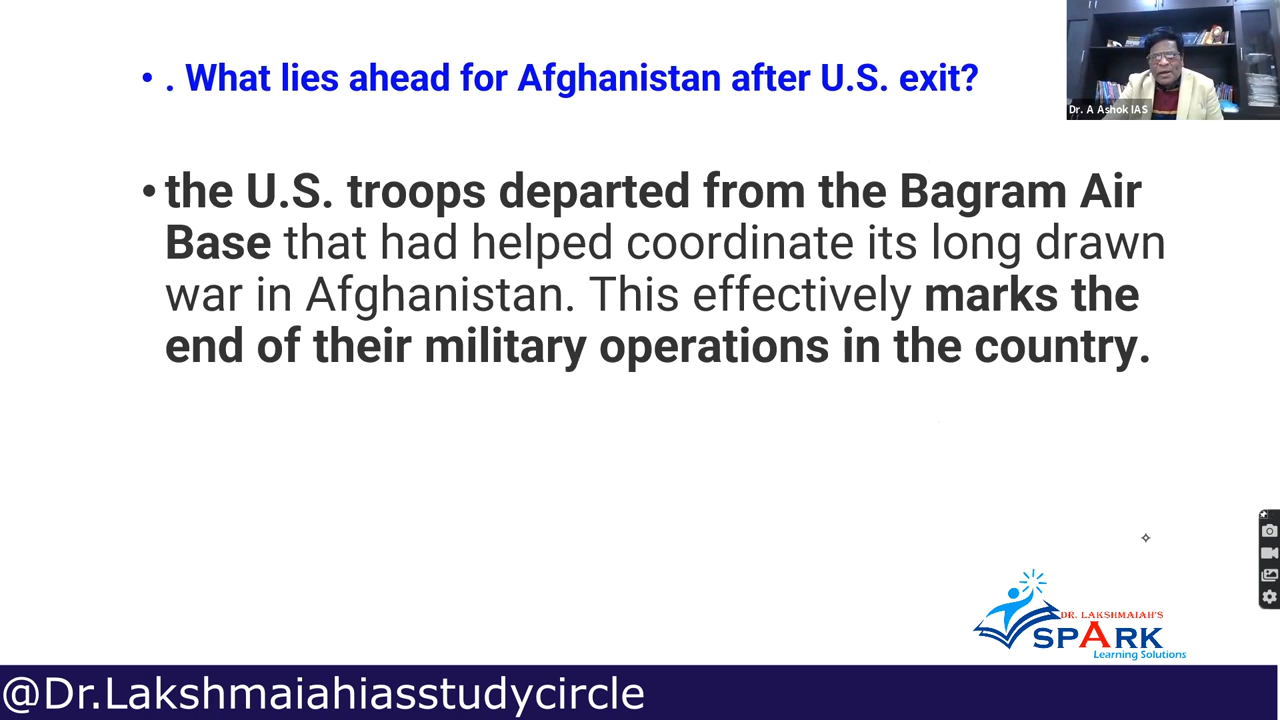 • . What lies ahead for Afghanistan after U.S. exit?
Dr. A Ashok IAS
• the U.S. troops departed from the Bagram Air
Base that had helped coordinate its long drawn
war in Afghanistan. This effectively marks the
end of their military operations in the country.
DR. LAKSHMAIAH'S
SPARK
Learning Solutions
@Dr.Lakshmaiahiasstudycircle